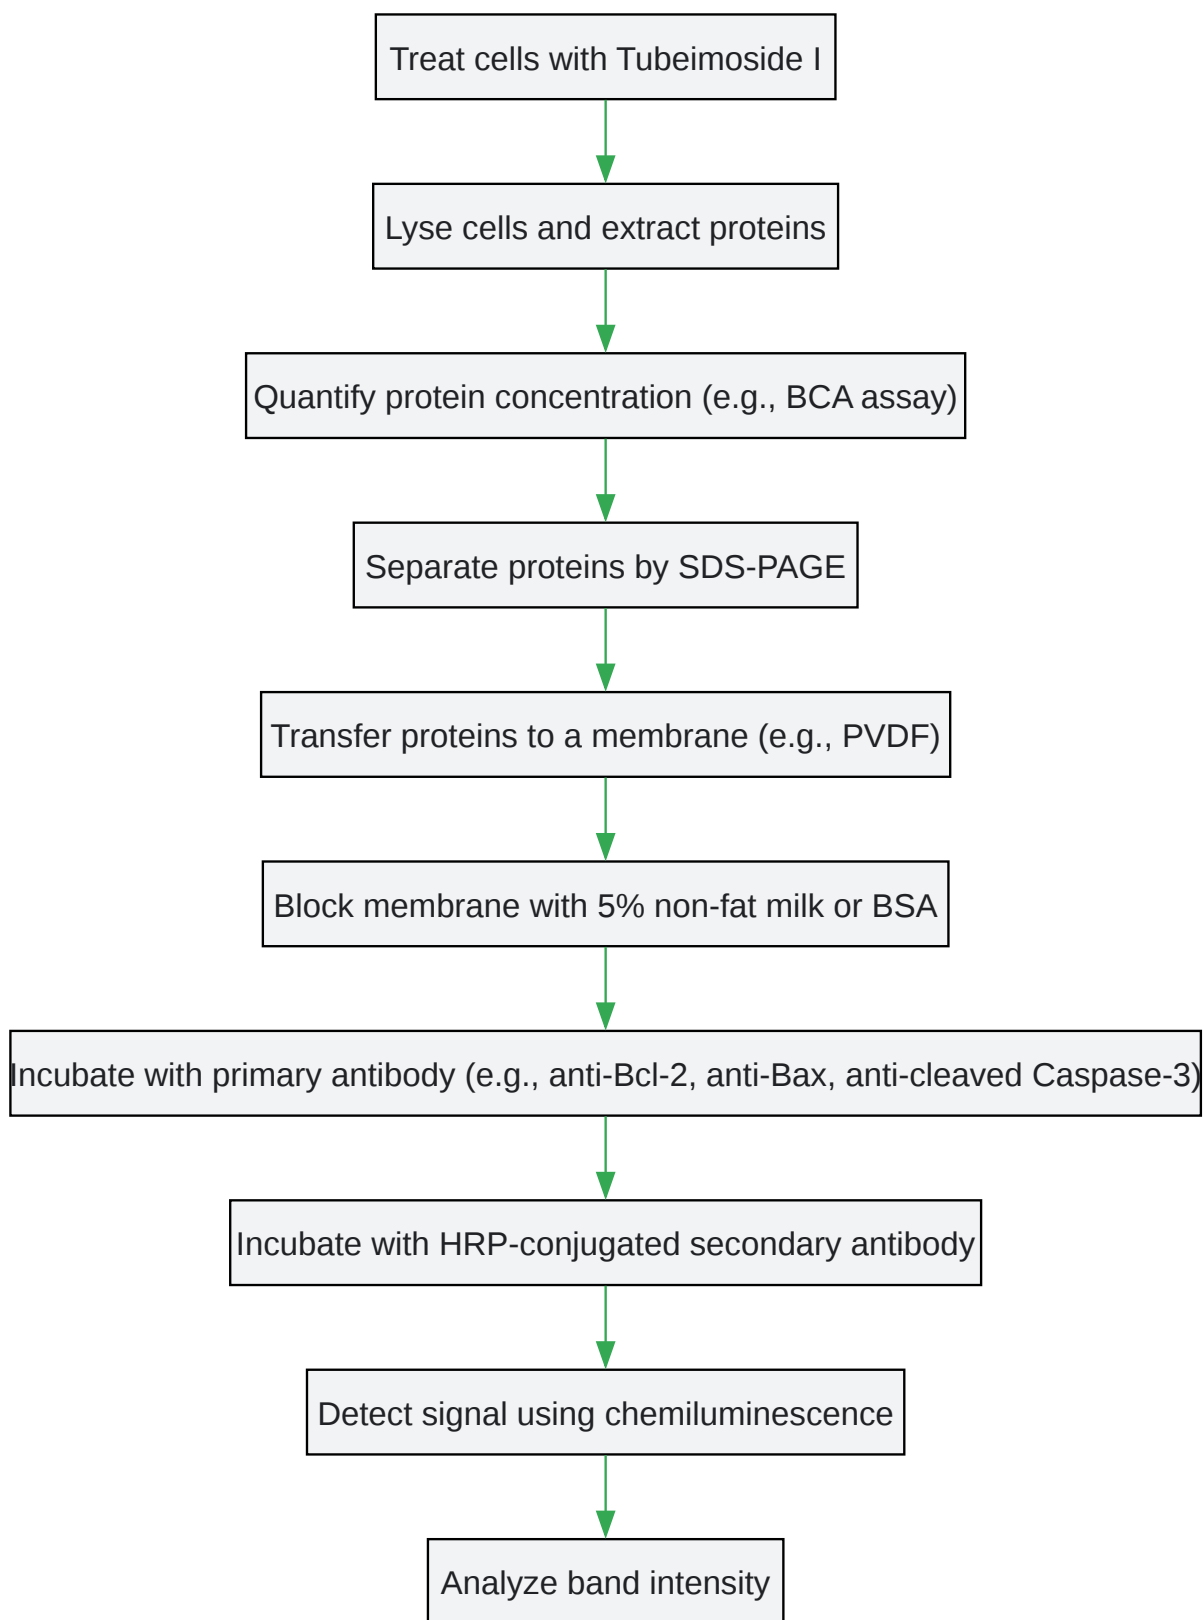 Treat cells with Tubeimoside I
Lyse cells and extract proteins
Quantify protein concentration (e.g., BCA assay)
Separate proteins by SDS-PAGE
Transfer proteins to a membrane (e.g., PVDF)
Block membrane with 5% non-fat milk or BSA
Incubate with primary antibody (e.g., anti-Bcl-2, anti-Bax, anti-cleaved Caspase-3)
Incubate with HRP-conjugated secondary antibody
Detect signal using chemiluminescence
Analyze band intensity